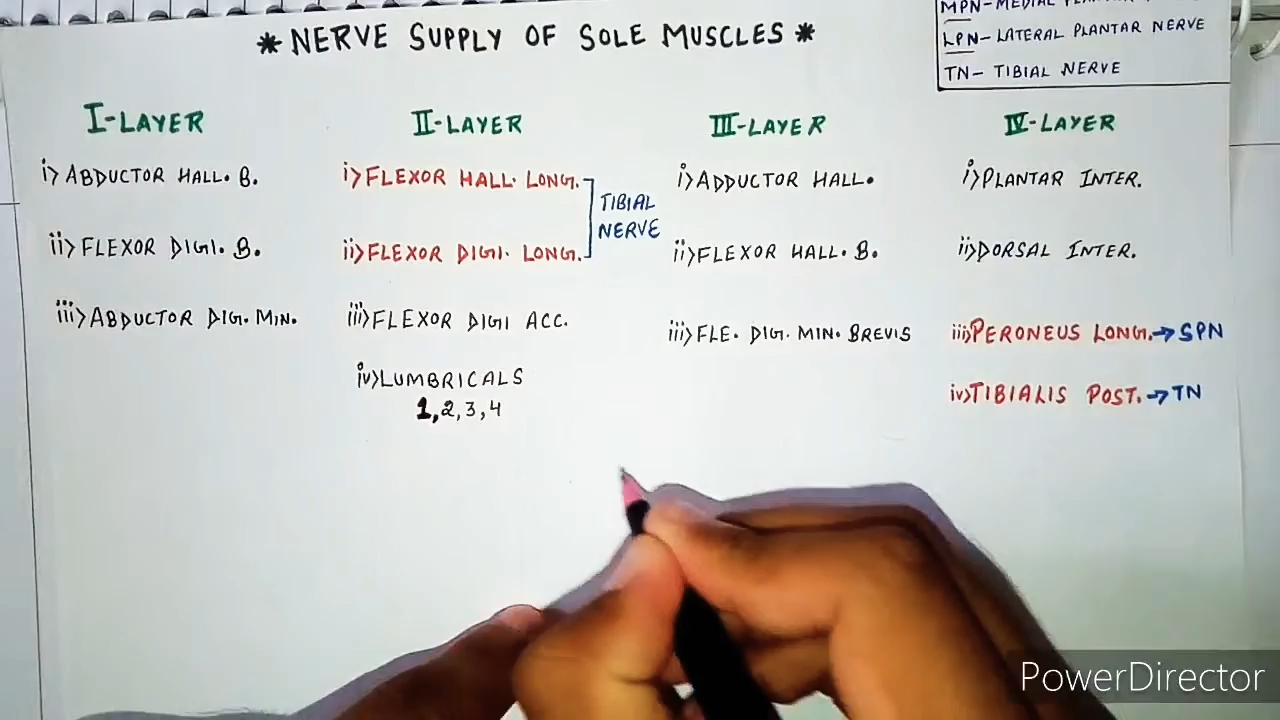 * NERVE SUPPLY OF SOLE MUSCLES *
MPN- MEDIAL
LPN- LATERAL PLANTAR NERVE
TN- TIBIAL NERVE
I-LAYER
i> ABDUCTOR HALL. B.
ii> FLEXOR DIGI. B.
iii> ABDUCTOR DIG. MIN.
II-LAYER
i> FLEXOR HALL. LONG.
ii> FLEXOR DIGI. LONG.
TIBIAL
NERVE
iii> FLEXOR DIGI ACC.
iv> LUMBRICALS
1, 2, 3, 4
III-LAYER
i> ADDUCTOR HALL.
ii> FLEXOR HALL. B.
iii> FLE. DIG. MIN. BREVIS
IV-LAYER
i> PLANTAR INTER.
ii> DORSAL INTER.
iii> PERONEUS LONG. → SPN
iv> TIBIALIS POST. → TN
PowerDirector